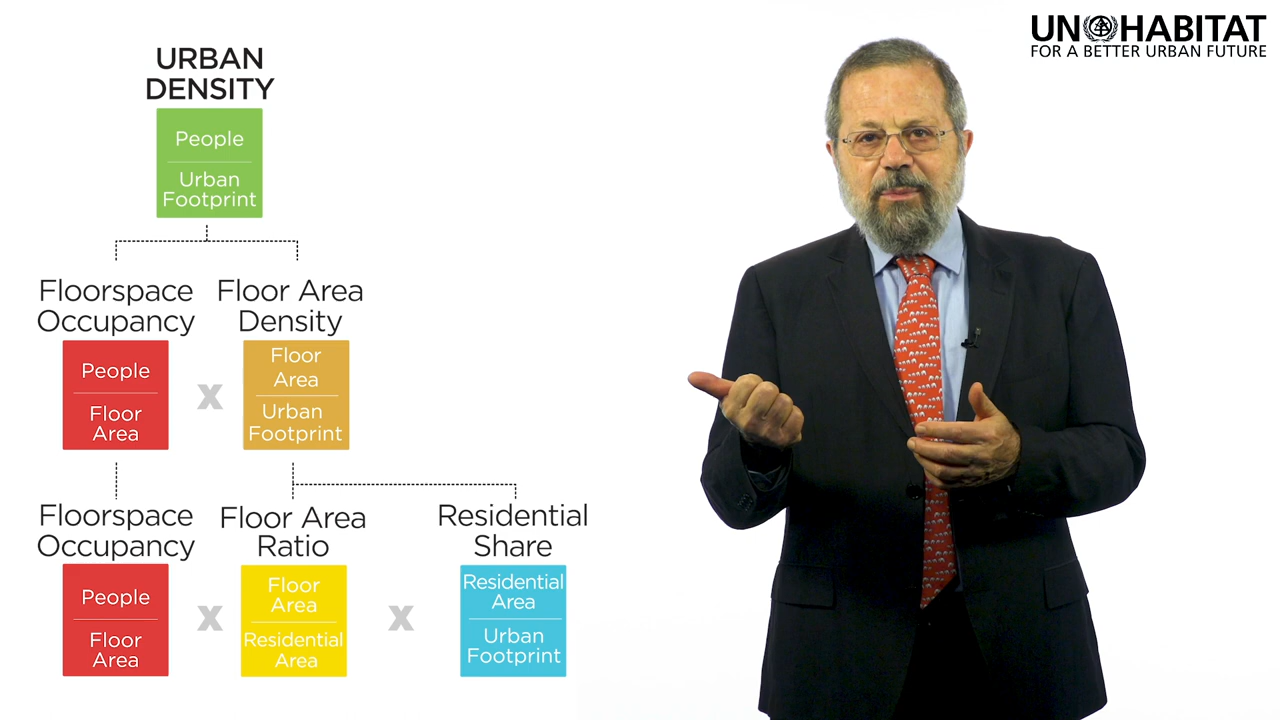 UN HABITAT
FOR A BETTER URBAN FUTURE
URBAN
DENSITY
People
Urban
Footprint
Floorspace
Occupancy
People
Floor
Area
x
Floor Area
Density
Floor
Area
Urban
Footprint
Floorspace
Occupancy
People
Floor
Area
x
Floor Area
Ratio
Floor
Area
Residential
Area
x
Residential
Share
Residential
Area
Urban
Footprint